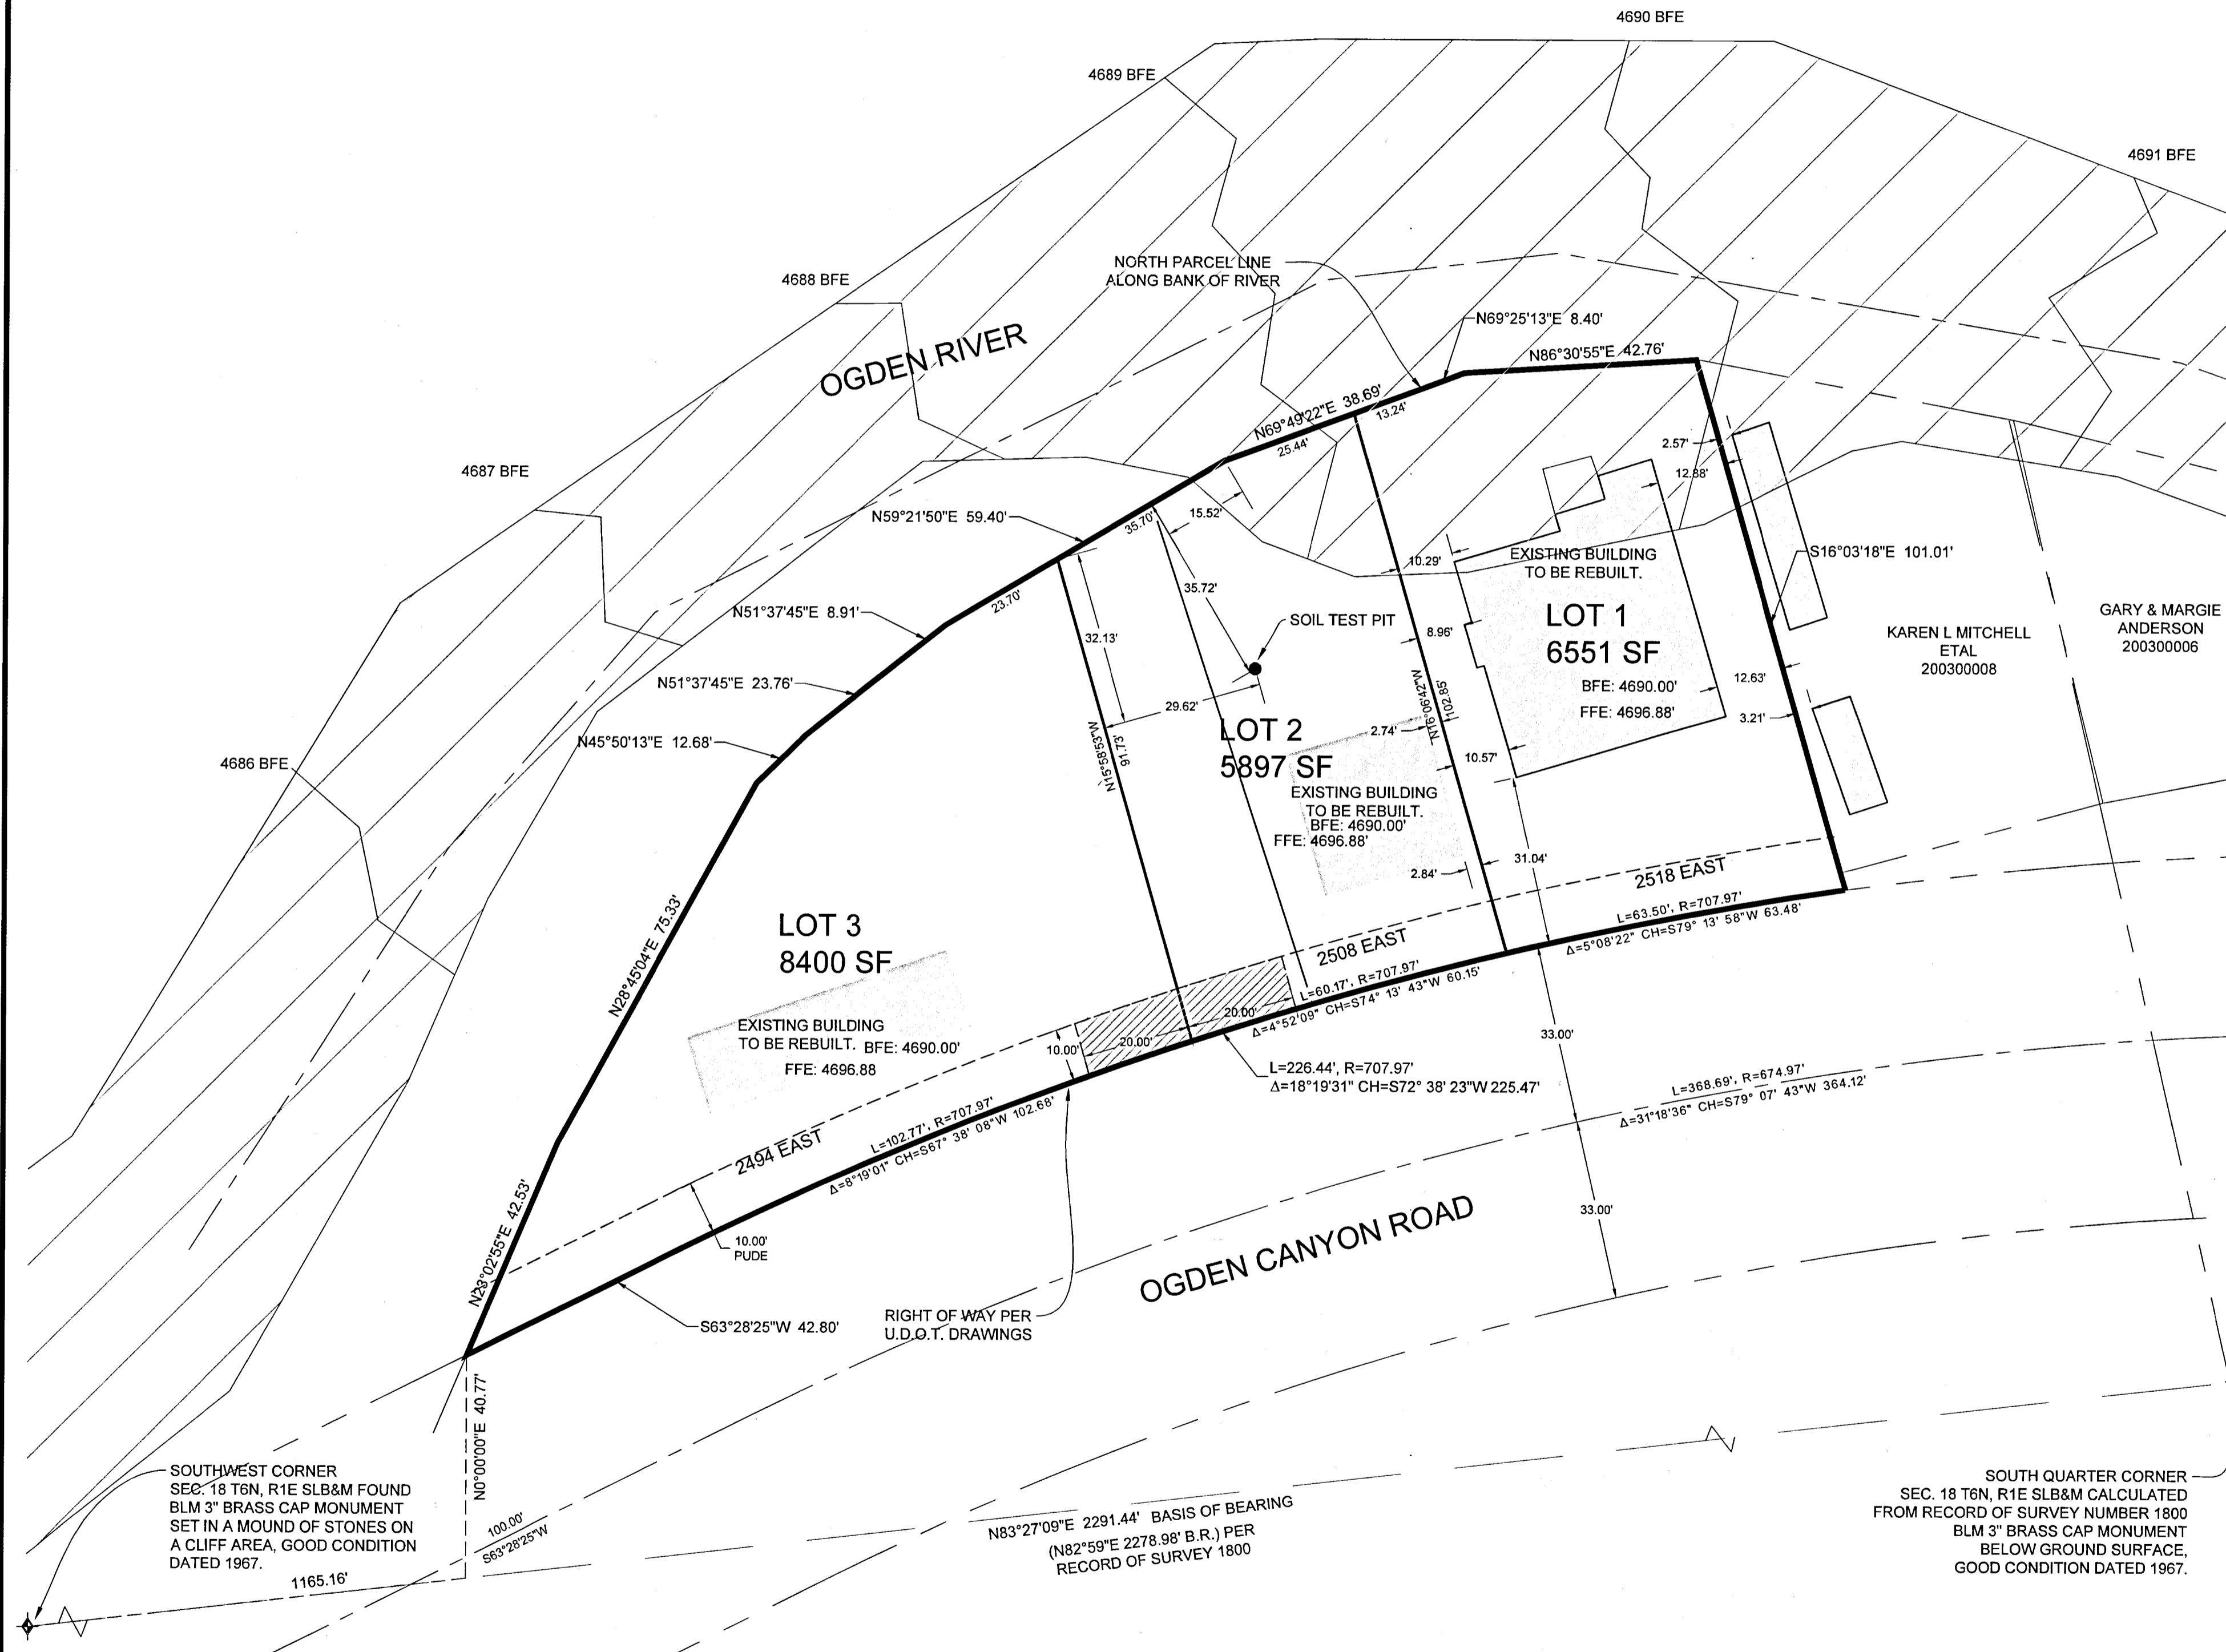 4690 BFE
4689 BFE
4691 BFE
NORTH PARCEL LINE
ALONG BANK OF RIVER
4688 BFE
N69°25'13"E 8.40'
OGDEN RIVER
N86°30'55"E 42.76'
N69°49'22"E 38.69'
13.24'
25.44'
2.57'
12.88'
4687 BFE
N59°21'50"E 59.40'
35.70'
15.52'
10.29'
EXISTING BUILDING
TO BE REBUILT.
S16°03'18"E 101.01'
35.72'
23.70'
N51°37'45"E 8.91'
32.13'
SOIL TEST PIT
LOT 1
6551 SF
BFE: 4690.00'
FFE: 4696.88'
8.96'
KAREN L MITCHELL
ETAL
200300008
GARY & MARGIE
ANDERSON
200300006
N51°37'45"E 23.76'
29.62'
N16°06'42"W
102.85'
12.63'
3.21'
N45°50'13"E 12.68'
N15°58'53"W
91.73'
LOT 2
5897 SF
2.74'
10.57'
4686 BFE
EXISTING BUILDING
TO BE REBUILT.
BFE: 4690.00'
FFE: 4696.88'
2.84'
31.04'
2518 EAST
L=63.50', R=707.97'
Δ=5°08'22" CH=S79° 13' 58"W 63.48'
N28°45'04"E 75.33'
LOT 3
8400 SF
2508 EAST
L=60.17', R=707.97'
Δ=4°52'09" CH=S74° 13' 43"W 60.15'
20.00'
20.00'
10.00'
EXISTING BUILDING
TO BE REBUILT.
BFE: 4690.00'
FFE: 4696.88
33.00'
L=226.44', R=707.97'
Δ=18°19'31" CH=S72° 38' 23"W 225.47'
L=368.69', R=674.97'
Δ=31°18'36" CH=S79° 07' 43"W 364.12'
2494 EAST
L=102.77', R=707.97'
Δ=8°19'01" CH=S67° 38' 08"W 102.68'
N23°02'55"E 42.53'
10.00'
PUDE
33.00'
OGDEN CANYON ROAD
S63°28'25"W 42.80'
RIGHT OF WAY PER
U.D.O.T. DRAWINGS
N0°00'00"E 40.77'
SOUTHWEST CORNER
SEC. 18 T6N, R1E SLB&M FOUND
BLM 3" BRASS CAP MONUMENT
SET IN A MOUND OF STONES ON
A CLIFF AREA, GOOD CONDITION
DATED 1967.
100.00'
S63°28'25"W
1165.16'
N83°27'09"E 2291.44' BASIS OF BEARING
(N82°59"E 2278.98' B.R.) PER
RECORD OF SURVEY 1800
SOUTH QUARTER CORNER
SEC. 18 T6N, R1E SLB&M CALCULATED
FROM RECORD OF SURVEY NUMBER 1800
BLM 3" BRASS CAP MONUMENT
BELOW GROUND SURFACE,
GOOD CONDITION DATED 1967.